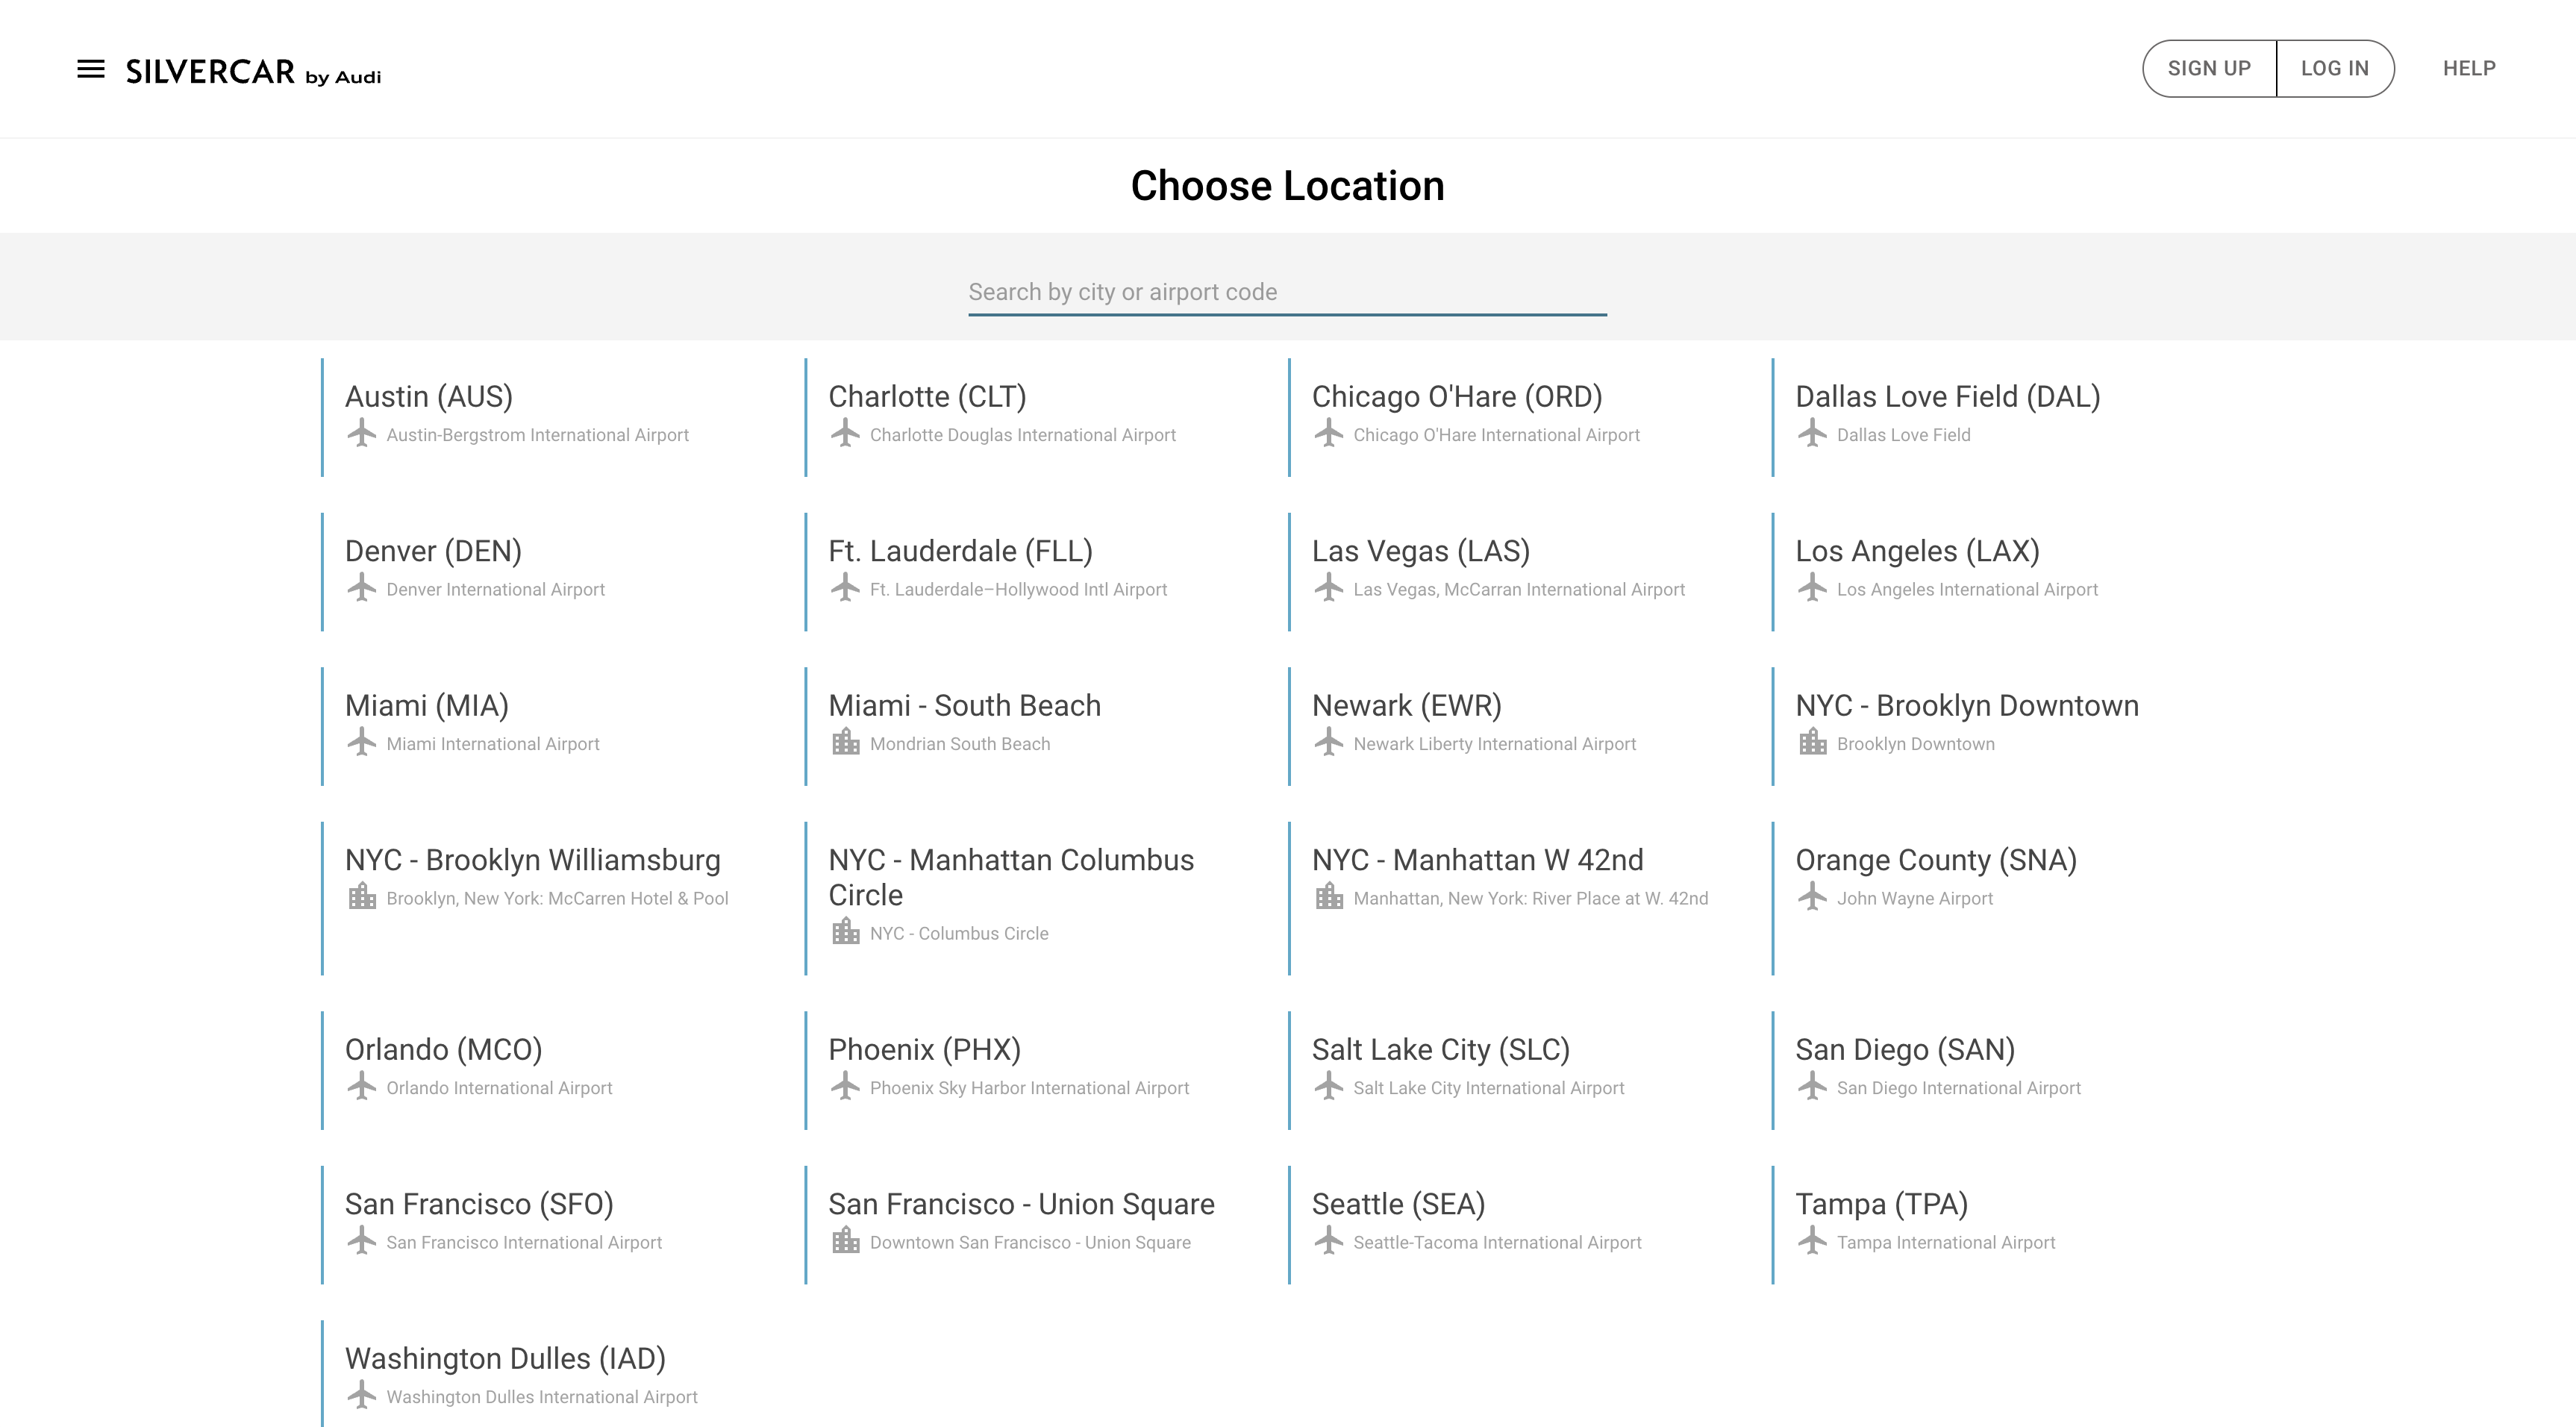 SILVERCAR by Audi
SIGN UP
LOG IN
HELP
Choose Location
Search by city or airport code
Austin (AUS)
Austin-Bergstrom International Airport
Charlotte (CLT)
Charlotte Douglas International Airport
Chicago O'Hare (ORD)
Chicago O'Hare International Airport
Dallas Love Field (DAL)
Dallas Love Field
Denver (DEN)
Denver International Airport
Ft. Lauderdale (FLL)
Ft. Lauderdale–Hollywood Intl Airport
Las Vegas (LAS)
Las Vegas, McCarran International Airport
Los Angeles (LAX)
Los Angeles International Airport
Miami (MIA)
Miami International Airport
Miami - South Beach
Mondrian South Beach
Newark (EWR)
Newark Liberty International Airport
NYC - Brooklyn Downtown
Brooklyn Downtown
NYC - Brooklyn Williamsburg
Brooklyn, New York: McCarren Hotel & Pool
NYC - Manhattan Columbus
Circle
NYC - Columbus Circle
NYC - Manhattan W 42nd
Manhattan, New York: River Place at W. 42nd
Orange County (SNA)
John Wayne Airport
Orlando (MCO)
Orlando International Airport
Phoenix (PHX)
Phoenix Sky Harbor International Airport
Salt Lake City (SLC)
Salt Lake City International Airport
San Diego (SAN)
San Diego International Airport
San Francisco (SFO)
San Francisco International Airport
San Francisco - Union Square
Downtown San Francisco - Union Square
Seattle (SEA)
Seattle-Tacoma International Airport
Tampa (TPA)
Tampa International Airport
Washington Dulles (IAD)
Washington Dulles International Airport